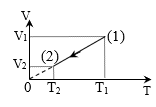 V
V₁ (1)
V₂ (2)
0 T₂ T₁ T